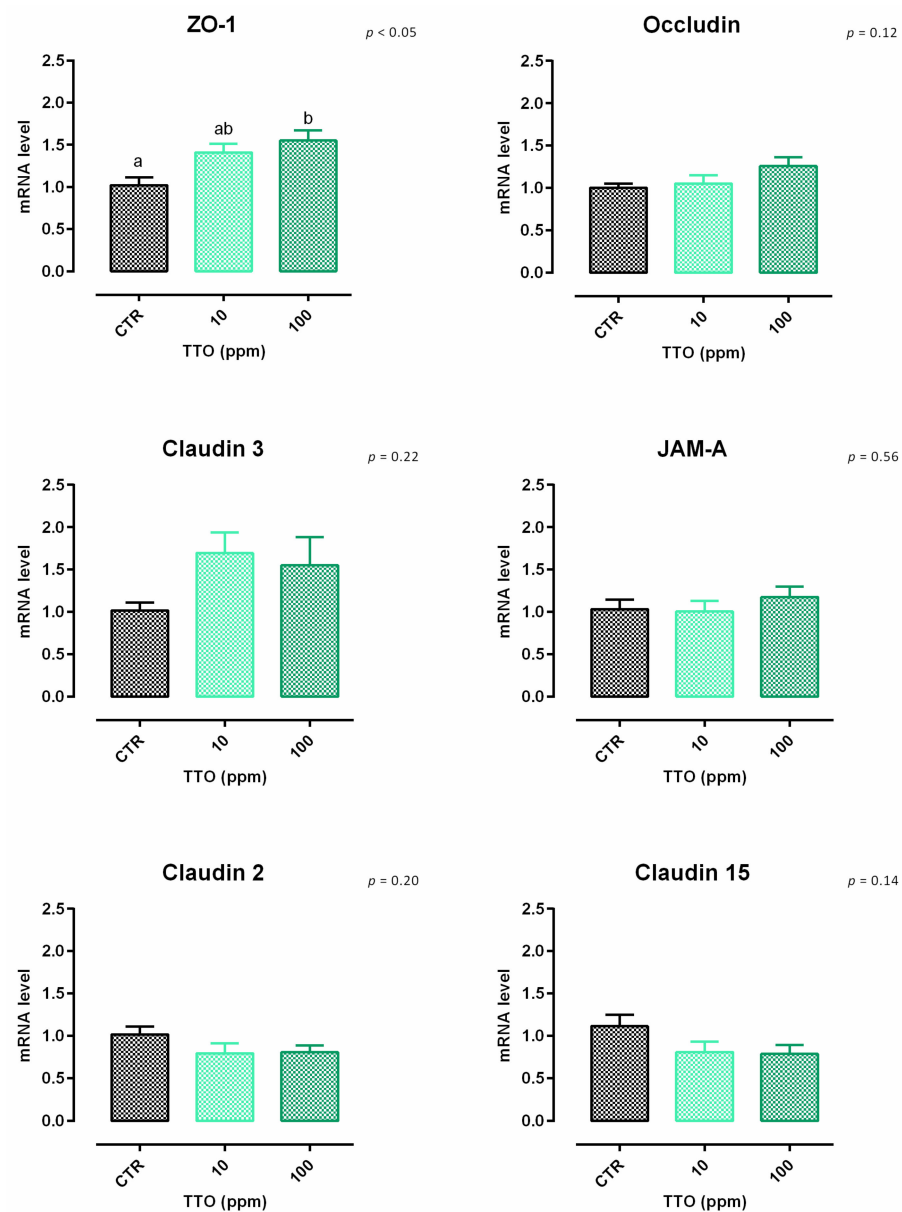 ZO-1
p < 0.05
2.5
2.0
1.5
1.0
0.5
0.0
mRNA level
a
ab
b
CTR
10
100
TTO (ppm)
Occludin
p = 0.12
2.5
2.0
1.5
1.0
0.5
0.0
mRNA level
CTR
10
100
TTO (ppm)
Claudin 3
p = 0.22
2.5
2.0
1.5
1.0
0.5
0.0
mRNA level
CTR
10
100
TTO (ppm)
JAM-A
p = 0.56
2.5
2.0
1.5
1.0
0.5
0.0
mRNA level
CTR
10
100
TTO (ppm)
Claudin 2
p = 0.20
2.5
2.0
1.5
1.0
0.5
0.0
mRNA level
CTR
10
100
TTO (ppm)
Claudin 15
p = 0.14
2.5
2.0
1.5
1.0
0.5
0.0
mRNA level
CTR
10
100
TTO (ppm)